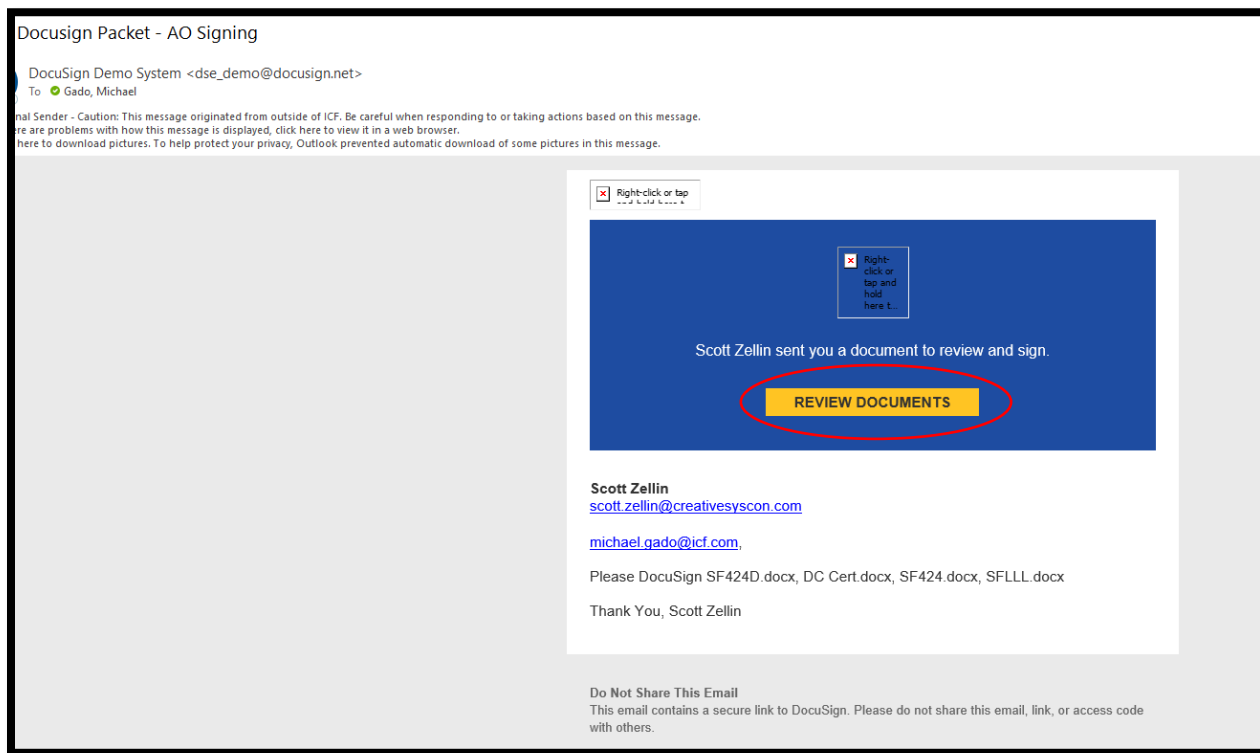 Docusign Packet - AO Signing
DocuSign Demo System <dse_demo@docusign.net>
To Gado, Michael
nal Sender - Caution: This message originated from outside of ICF. Be careful when responding to or taking actions based on this message.
ere are problems with how this message is displayed, click here to view it in a web browser.
here to download pictures. To help protect your privacy, Outlook prevented automatic download of some pictures in this message.
Right-click or tap
and hold here t
Right-
click or
tap and
hold
here t...
Scott Zellin sent you a document to review and sign.
REVIEW DOCUMENTS
Scott Zellin
scott.zellin@creativesyscon.com
michael.gado@icf.com,
Please DocuSign SF424D.docx, DC Cert.docx, SF424.docx, SFLLL.docx
Thank You, Scott Zellin
Do Not Share This Email
This email contains a secure link to DocuSign. Please do not share this email, link, or access code
with others.